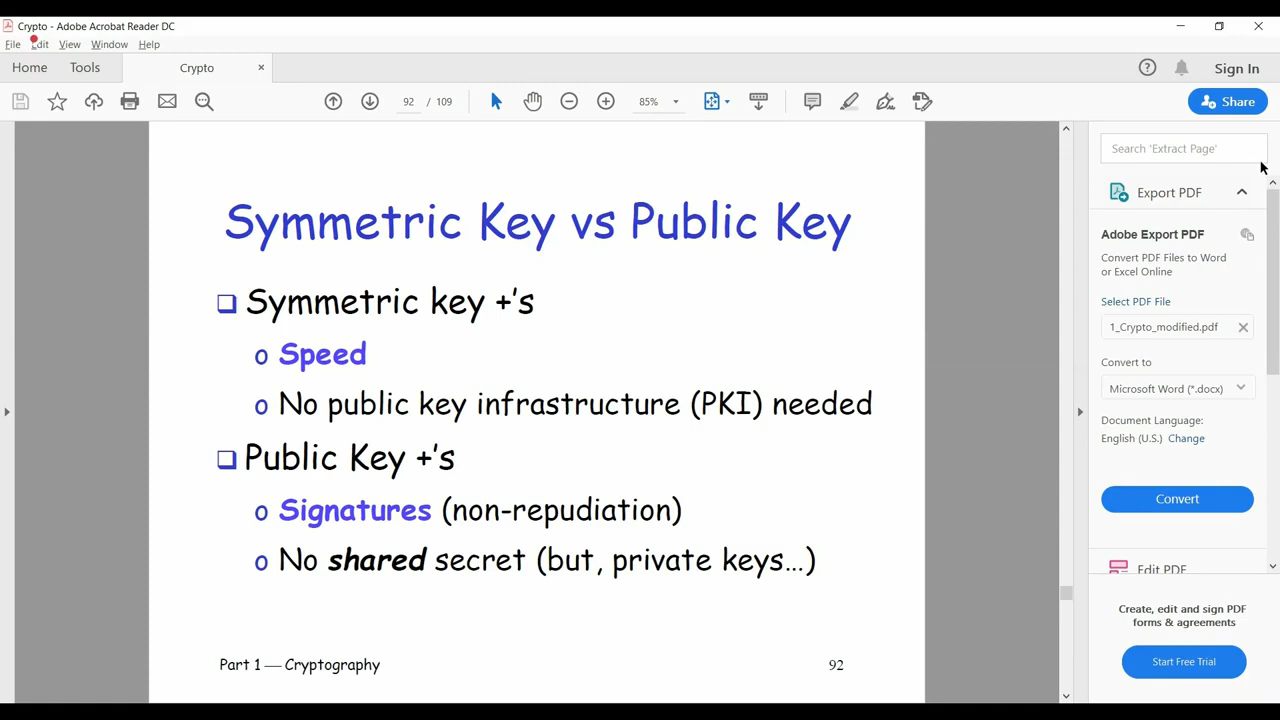 Crypto - Adobe Acrobat Reader DC
File Edit View Window Help
Home Tools Crypto × Sign In
92 / 109 85% Share
Search 'Extract Page'
Export PDF
Adobe Export PDF
Convert PDF Files to Word
or Excel Online
Select PDF File
1_Crypto_modified.pdf
Convert to
Microsoft Word (*.docx)
Document Language:
English (U.S.) Change
Convert
Edit PDF
Create, edit and sign PDF
forms & agreements
Start Free Trial
Symmetric Key vs Public Key
❑ Symmetric key +'s
o Speed
o No public key infrastructure (PKI) needed
❑ Public Key +'s
o Signatures (non-repudiation)
o No shared secret (but, private keys…)
Part 1 — Cryptography 92